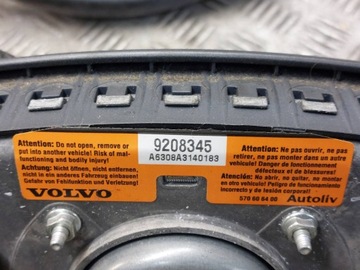 Attention: Do not open, remove or
put into another vehicle! Risk of mal-
functioning and bodily injury!
Achtung: Nicht öffnen, nicht entfernen,
nicht in ein anderes Fahrzeug einbauen!
Gefahr von Fehlfunktion und Verletzung!
VOLVO
9208345
A6308A3140183
Attention: Ne pas ouvrir, ne pas
retirer, ne pas monter dans un autre
véhicule! Danger de fonctionnement
défectueux et de blessures!
Atención: No abrir, no desmontar, no
montar en un otro vehículo!
Peligro de funcionamiento
incorrecto y de lesión corporal!
570 66 64 00
Autoliv